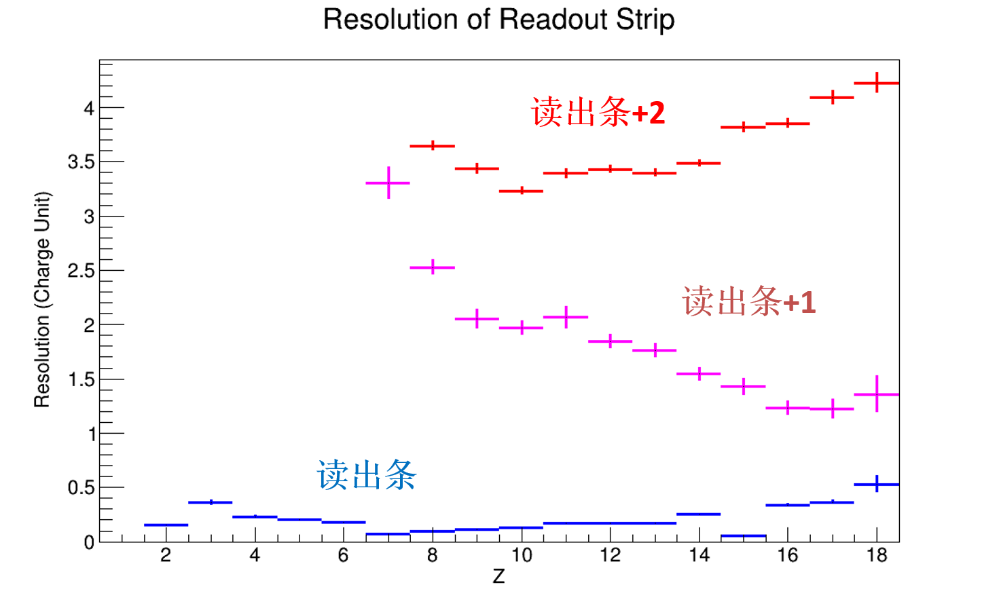 Resolution of Readout Strip
Resolution (Charge Unit)
4
3.5
3
2.5
2
1.5
1
0.5
0
读出条+2
读出条+1
读出条
2 4 6 8 10 12 14 16 18
Z